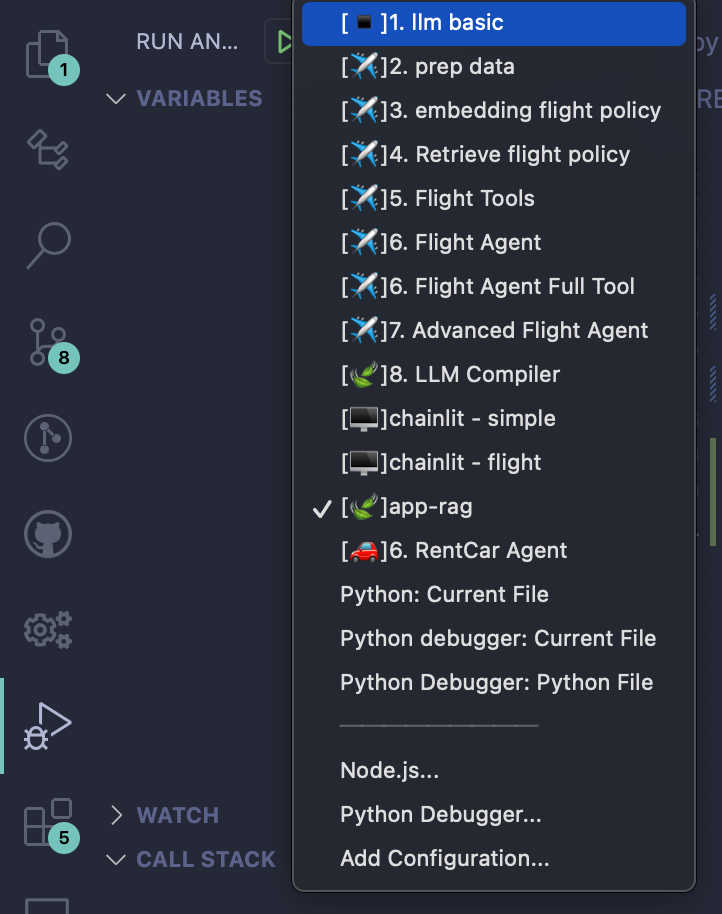 RUN AN...
VARIABLES
1
8
5
WATCH
CALL STACK
[▪️]1. llm basic
[✈️]2. prep data
[✈️]3. embedding flight policy
[✈️]4. Retrieve flight policy
[✈️]5. Flight Tools
[✈️]6. Flight Agent
[✈️]6. Flight Agent Full Tool
[✈️]7. Advanced Flight Agent
[🌿]8. LLM Compiler
[🖥️]chainlit - simple
[🖥️]chainlit - flight
[🌿]app-rag
[🚗]6. RentCar Agent
Python: Current File
Python debugger: Current File
Python Debugger: Python File
Node.js...
Python Debugger...
Add Configuration...